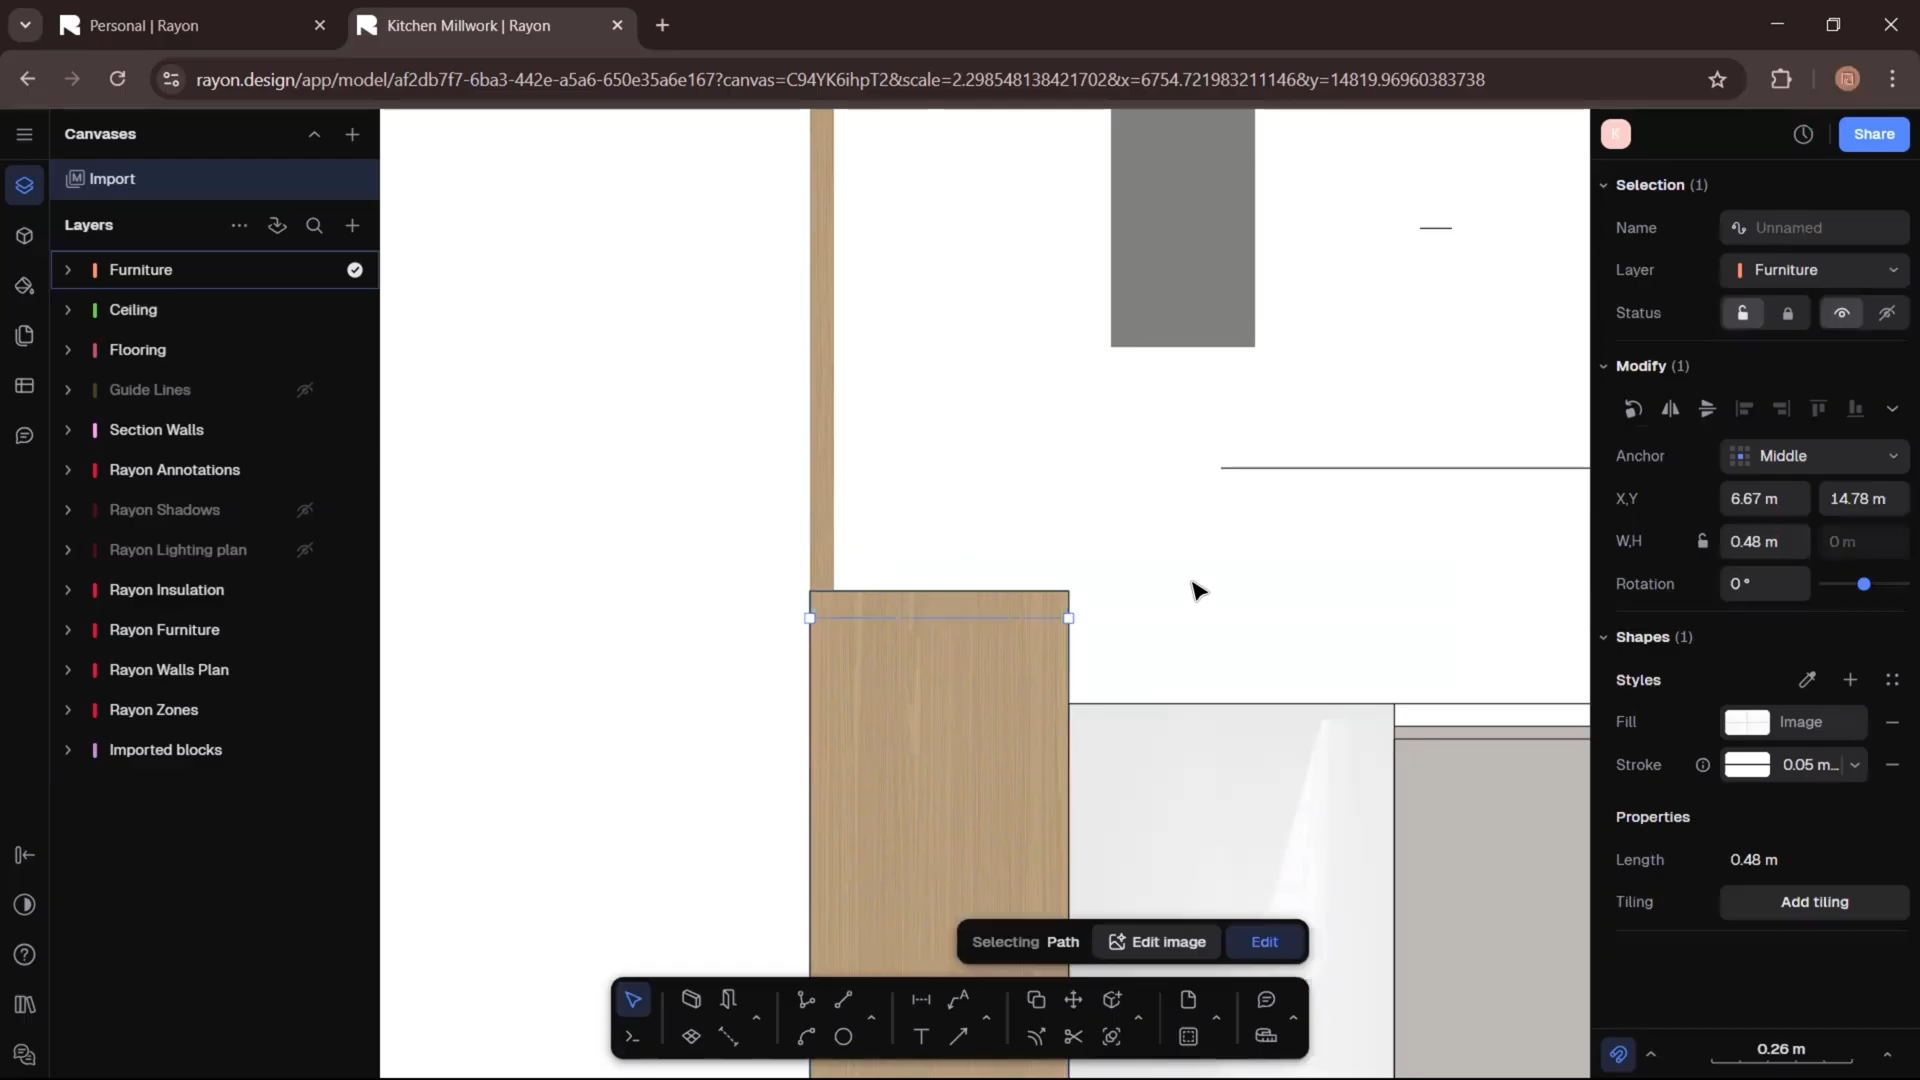 Personal | Rayon
Kitchen Millwork | Rayon
rayon.design/app/model/af2db7f7-6ba3-442e-a5a6-650e35a6e167?canvas=C94YK6ihpT2&scale=2.298548138421702&x=6754.721983211146&y=14819.96960383738
Canvases
Import
Layers
Furniture
Ceiling
Flooring
Guide Lines
Section Walls
Rayon Annotations
Rayon Shadows
Rayon Lighting plan
Rayon Insulation
Rayon Furniture
Rayon Walls Plan
Rayon Zones
Imported blocks
Selecting Path
Edit image
Edit
K
Share
Selection (1)
Name
Unnamed
Layer
Furniture
Status
Modify (1)
Anchor
Middle
X,Y
6.67 m
14.78 m
W,H
0.48 m
0 m
Rotation
0 °
Shapes (1)
Styles
Fill
Image
Stroke
0.05 m...
Properties
Length
0.48 m
Tiling
Add tiling
0.26 m